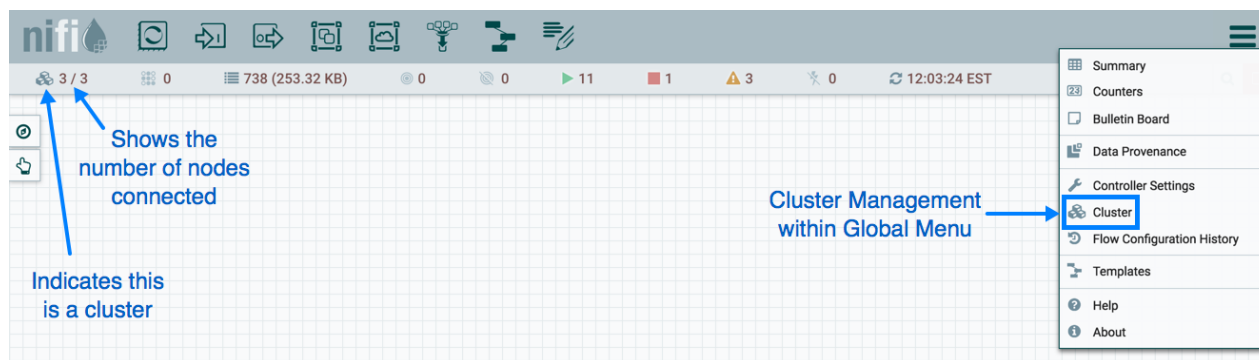 nifi
3 / 3 0 738 (253.32 KB) 0 0 11 1 3 0 12:03:24 EST
Summary
23 Counters
Bulletin Board
Data Provenance
Controller Settings
Cluster
Flow Configuration History
Templates
Help
About
Shows the
number of nodes
connected
Indicates this
is a cluster
Cluster Management
within Global Menu